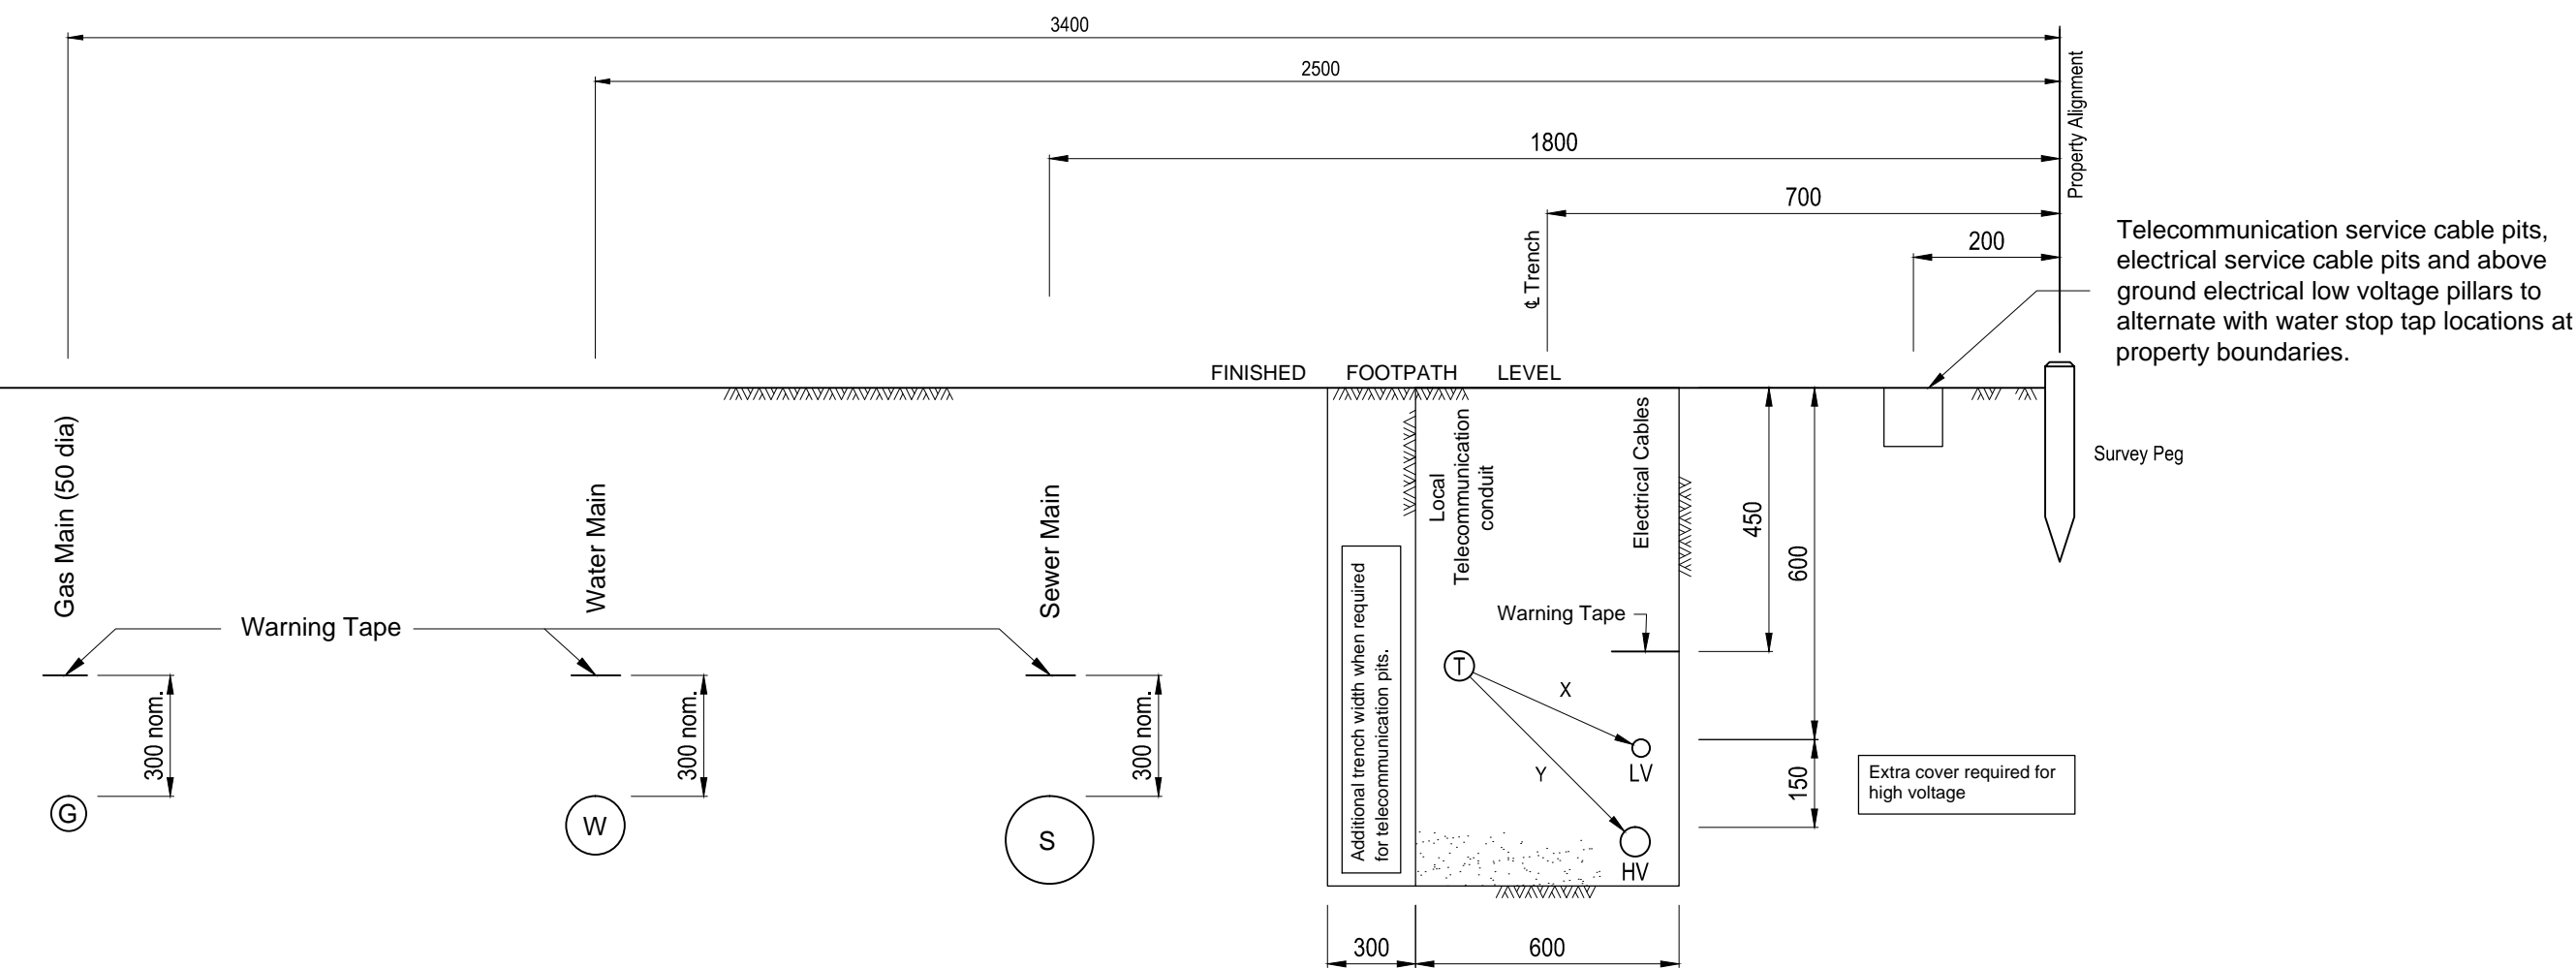 3400
2500
1800
700
200
Property Alignment
℄ Trench
Telecommunication service cable pits,
electrical service cable pits and above
ground electrical low voltage pillars to
alternate with water stop tap locations at
property boundaries.
FINISHED FOOTPATH LEVEL
Gas Main (50 dia)
Water Main
Sewer Main
Local
Telecommunication
conduit
Electrical Cables
450
600
Survey Peg
Warning Tape
Warning Tape
Additional trench width when required
for telecommunication pits.
T
X
Y
LV
HV
300 nom.
300 nom.
300 nom.
G
W
S
150
Extra cover required for
high voltage
300
600